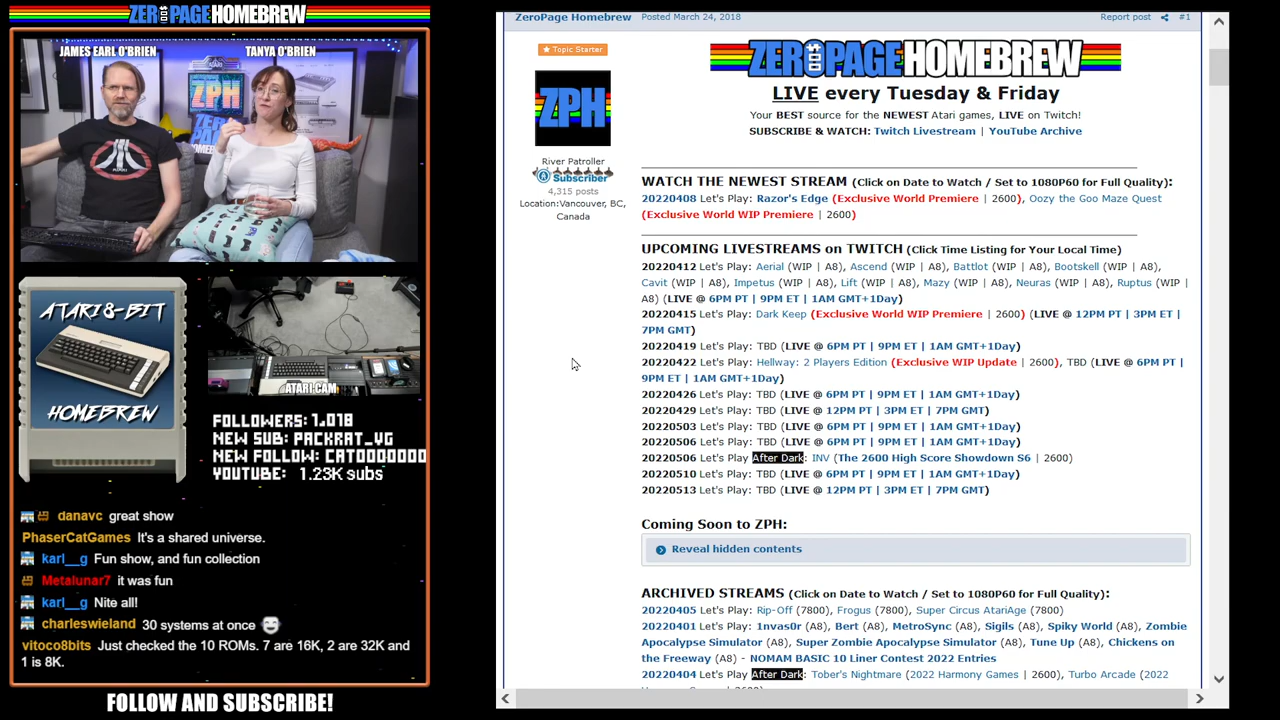 ZEROPAGE HOMEBREW
JAMES EARL O'BRIEN
TANYA O'BRIEN
ATARI
ZPH
ATARI 8-BIT
HOMEBREW
ATARI CAM
FOLLOWERS: 1,018
NEW SUB: PACKRAT_VG
NEW FOLLOW: CATO000000
YOUTUBE: 1.23K subs
danavc great show
PhaserCatGames It's a shared universe.
karl__g Fun show, and fun collection
Metalunar7 it was fun
karl__g Nite all!
charleswieland 30 systems at once
vitoco8bits Just checked the 10 ROMs. 7 are 16K, 2 are 32K and
1 is 8K.
FOLLOW AND SUBSCRIBE!
ZeroPage Homebrew Posted March 24, 2018 Report post #1
Topic Starter
ZPH
River Patroller
Subscriber
4,315 posts
Location:Vancouver, BC,
Canada
ZEROPAGE HOMEBREW
LIVE every Tuesday & Friday
Your BEST source for the NEWEST Atari games, LIVE on Twitch!
SUBSCRIBE & WATCH: Twitch Livestream | YouTube Archive
WATCH THE NEWEST STREAM (Click on Date to Watch / Set to 1080P60 for Full Quality):
20220408 Let's Play: Razor's Edge (Exclusive World Premiere | 2600), Oozy the Goo Maze Quest
(Exclusive World WIP Premiere | 2600)
UPCOMING LIVESTREAMS on TWITCH (Click Time Listing for Your Local Time)
20220412 Let's Play: Aerial (WIP | A8), Ascend (WIP | A8), Battlot (WIP | A8), Bootskell (WIP | A8),
Cavit (WIP | A8), Impetus (WIP | A8), Lift (WIP | A8), Mazy (WIP | A8), Neuras (WIP | A8), Ruptus (WIP |
A8) (LIVE @ 6PM PT | 9PM ET | 1AM GMT+1Day)
20220415 Let's Play: Dark Keep (Exclusive World WIP Premiere | 2600) (LIVE @ 12PM PT | 3PM ET |
7PM GMT)
20220419 Let's Play: TBD (LIVE @ 6PM PT | 9PM ET | 1AM GMT+1Day)
20220422 Let's Play: Hellway: 2 Players Edition (Exclusive WIP Update | 2600), TBD (LIVE @ 6PM PT |
9PM ET | 1AM GMT+1Day)
20220426 Let's Play: TBD (LIVE @ 6PM PT | 9PM ET | 1AM GMT+1Day)
20220429 Let's Play: TBD (LIVE @ 12PM PT | 3PM ET | 7PM GMT)
20220503 Let's Play: TBD (LIVE @ 6PM PT | 9PM ET | 1AM GMT+1Day)
20220506 Let's Play: TBD (LIVE @ 6PM PT | 9PM ET | 1AM GMT+1Day)
20220506 Let's Play After Dark: INV (The 2600 High Score Showdown S6 | 2600)
20220510 Let's Play: TBD (LIVE @ 6PM PT | 9PM ET | 1AM GMT+1Day)
20220513 Let's Play: TBD (LIVE @ 12PM PT | 3PM ET | 7PM GMT)
Coming Soon to ZPH:
Reveal hidden contents
ARCHIVED STREAMS (Click on Date to Watch / Set to 1080P60 for Full Quality):
20220405 Let's Play: Rip-Off (7800), Frogus (7800), Super Circus AtariAge (7800)
20220401 Let's Play: 1nvas0r (A8), Bert (A8), MetroSync (A8), Sigils (A8), Spiky World (A8), Zombie
Apocalypse Simulator (A8), Super Zombie Apocalypse Simulator (A8), Tune Up (A8), Chickens on
the Freeway (A8) - NOMAM BASIC 10 Liner Contest 2022 Entries
20220404 Let's Play After Dark: Tober's Nightmare (2022 Harmony Games | 2600), Turbo Arcade (2022